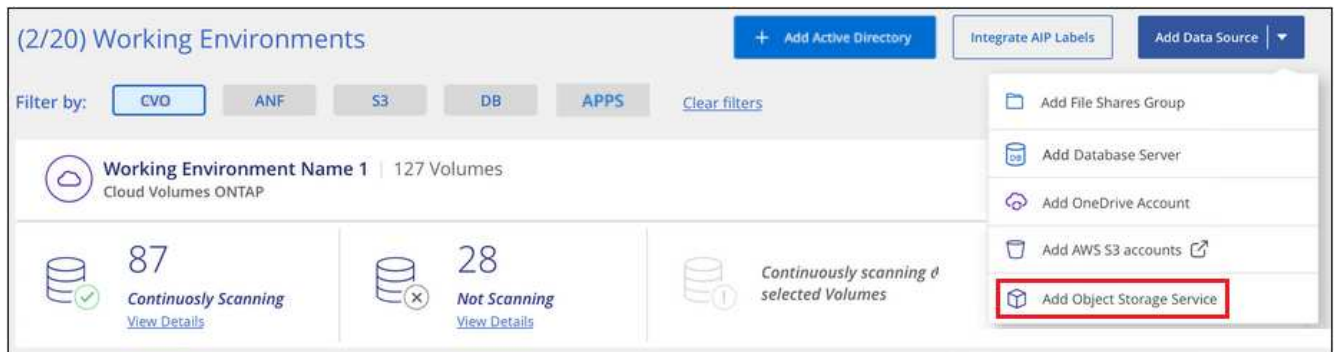 (2/20) Working Environments
+ Add Active Directory
Integrate AIP Labels
Add Data Source
Filter by:
CVO
ANF
S3
DB
APPS
Clear filters
Add File Shares Group
DB
Add Database Server
Add OneDrive Account
Add AWS S3 accounts
Add Object Storage Service
Working Environment Name 1 | 127 Volumes
Cloud Volumes ONTAP
87
Continuosly Scanning
View Details
28
Not Scanning
View Details
Continuously scanning
selected Volumes